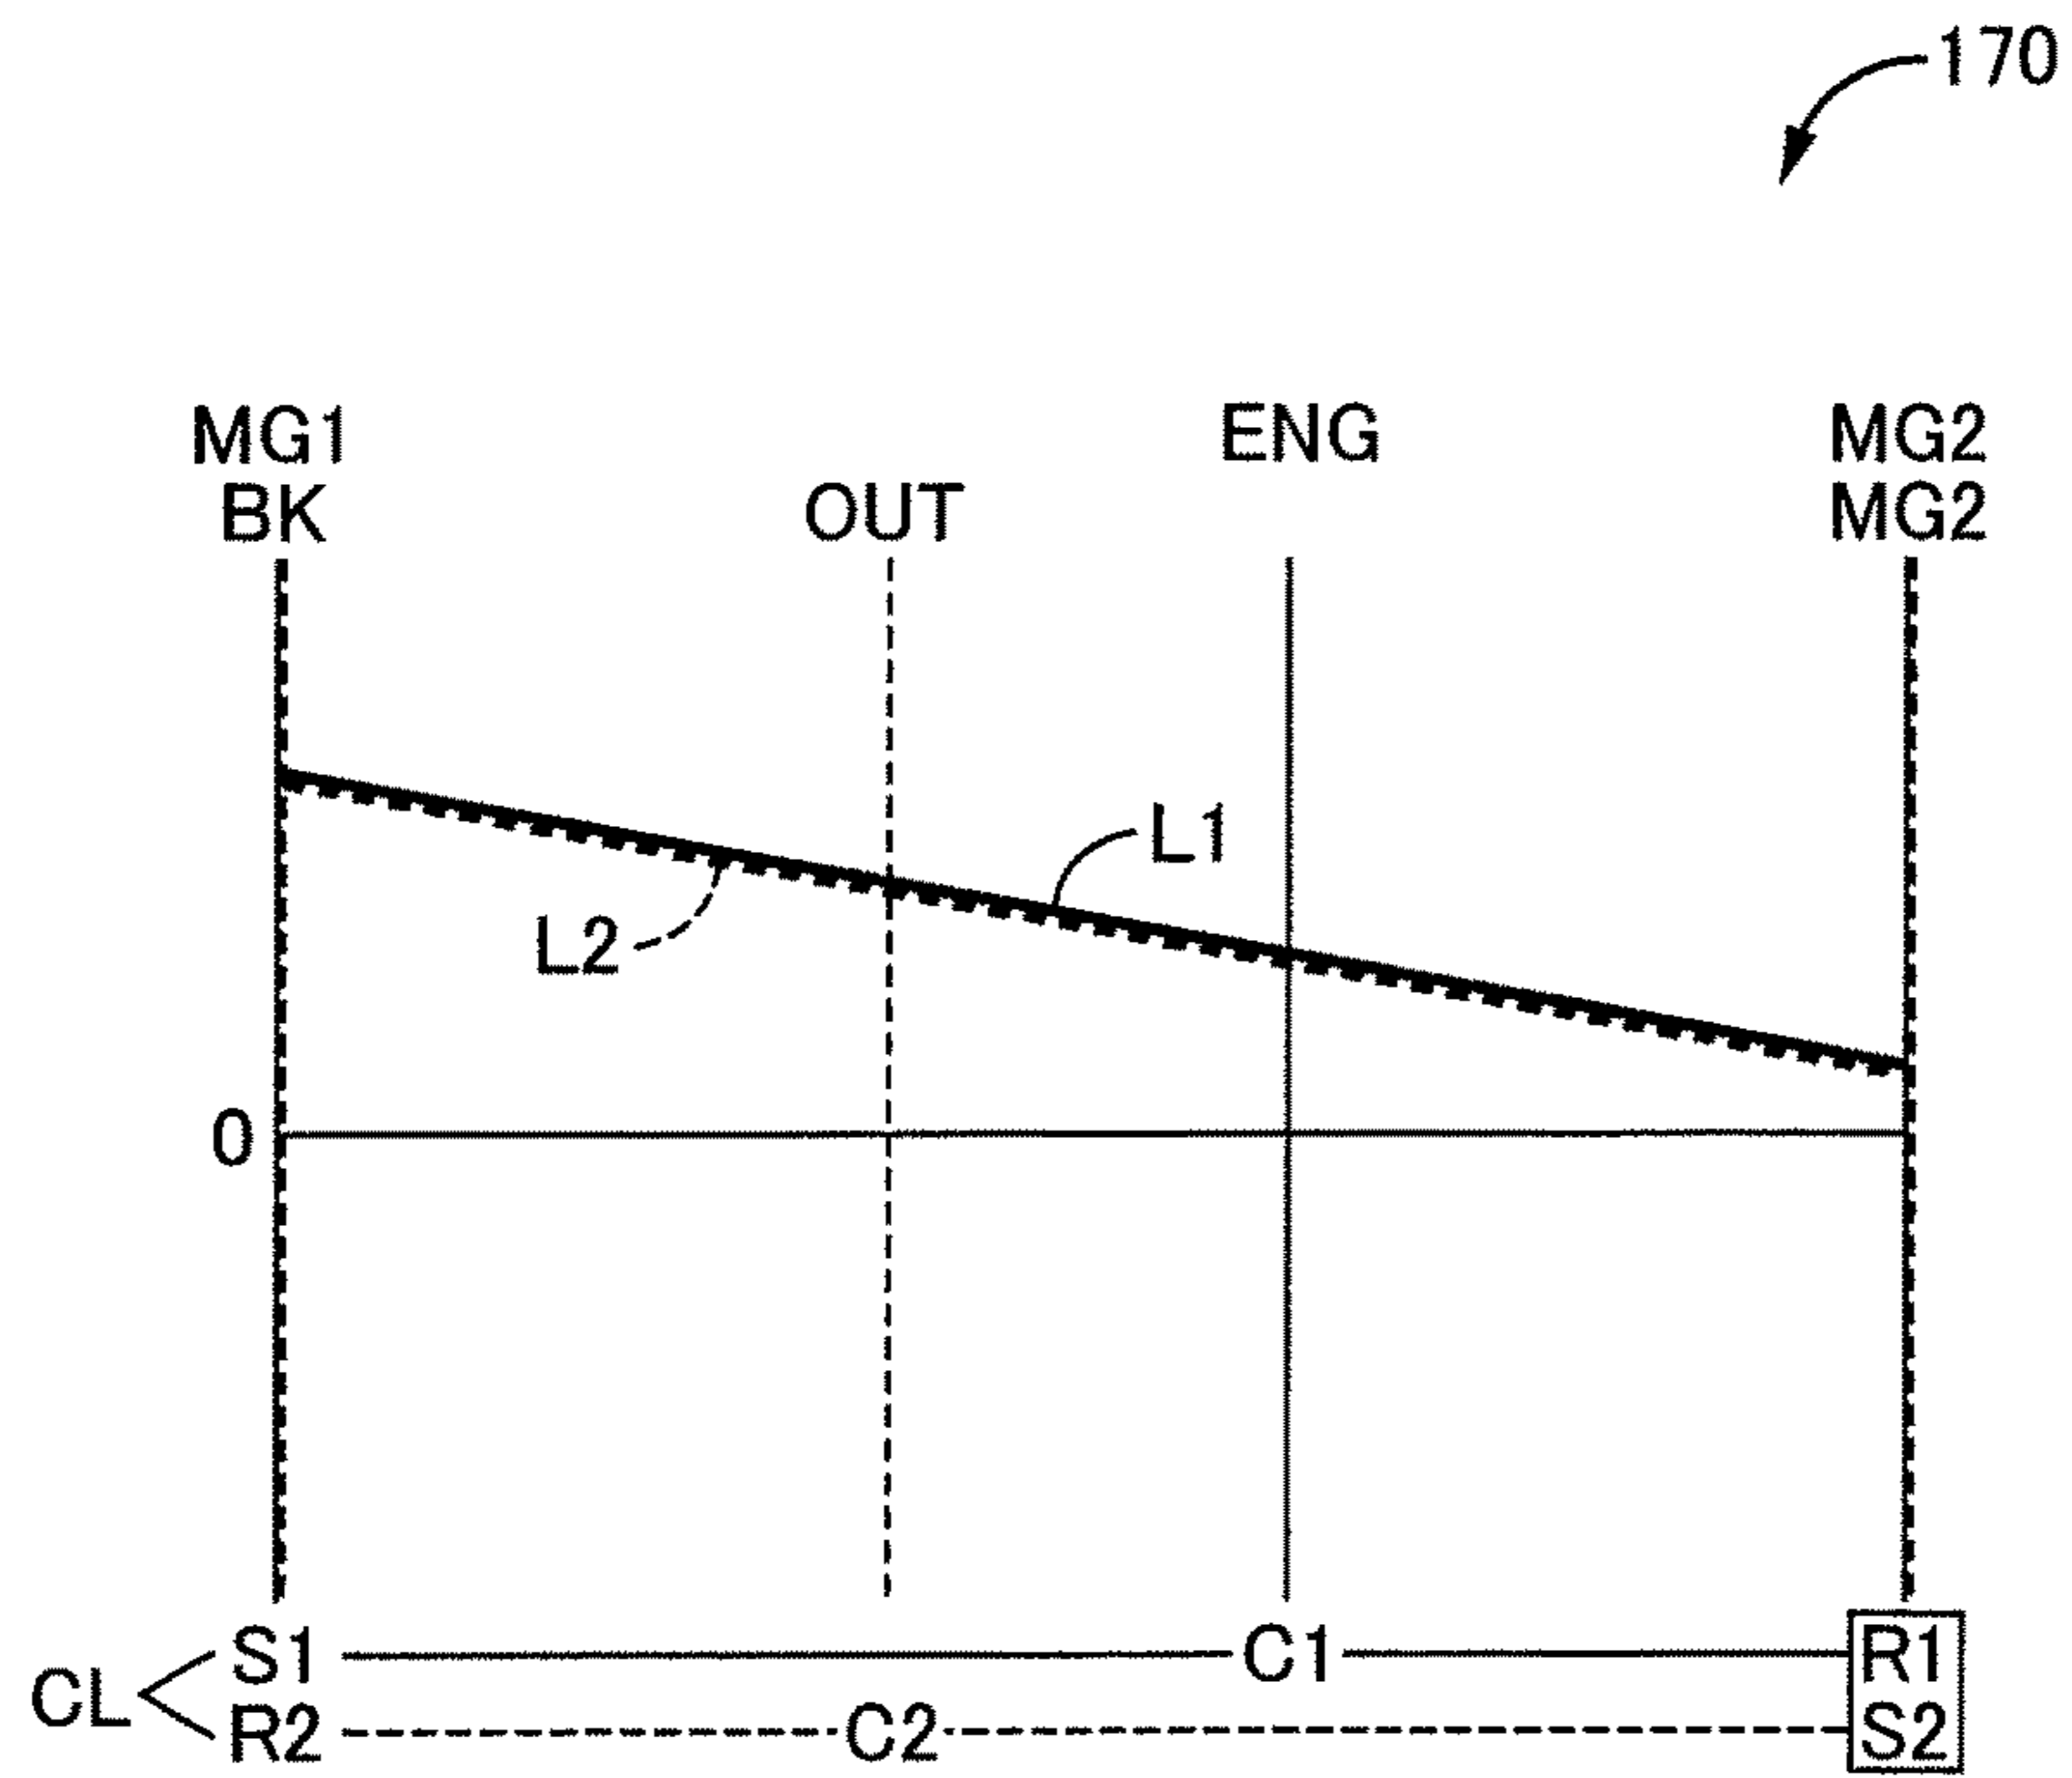 170
MG1 ENG MG2
BK OUT MG2
L1
L2
0
CL S1 C1 R1
R2 C2 S2